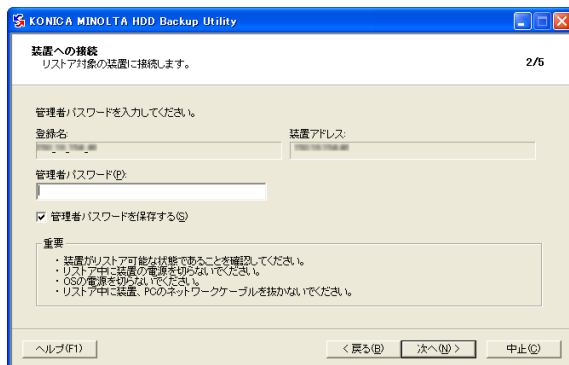 KONICA MINOLTA HDD Backup Utility
装置への接続
リストア対象の装置に接続します。
2/5
管理者パスワードを入力してください。
登録名:
装置アドレス:
管理者パスワード(P):
管理者パスワードを保存する(S)
重要
・装置がリストア可能な状態であることを確認してください。
・リストア中に装置の電源を切らないでください。
・OSの電源を切らないでください。
・リストア中に装置、PCのネットワークケーブルを抜かないでください。
ヘルプ(F1)
< 戻る(B)
次へ(N) >
中止(C)